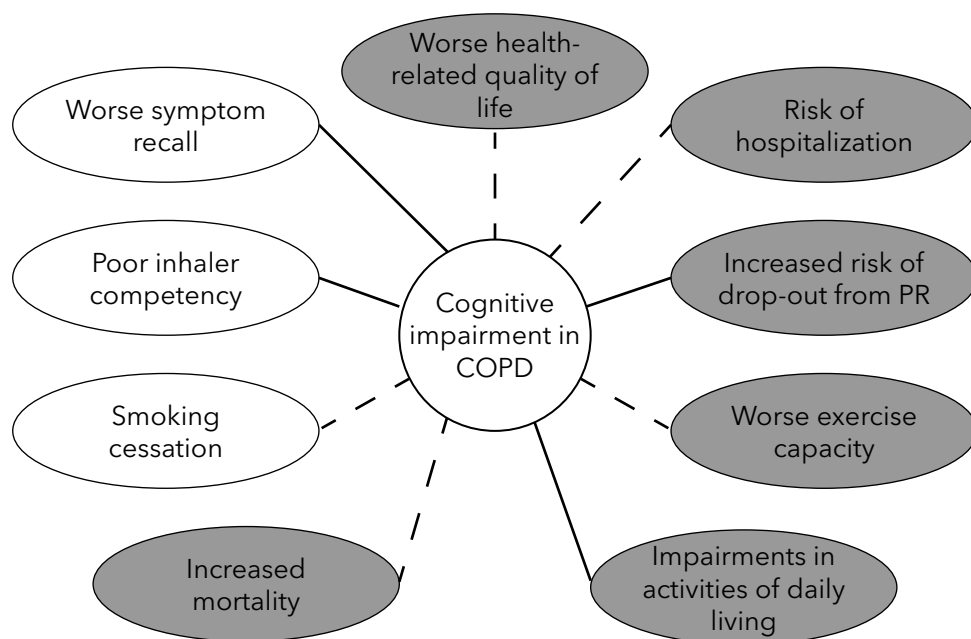 Worse health-
related quality of
life
Worse symptom
recall
Risk of
hospitalization
Poor inhaler
competency
Cognitive
impairment in
COPD
Increased risk of
drop-out from PR
Smoking
cessation
Worse exercise
capacity
Increased
mortality
Impairments in
activities of daily
living